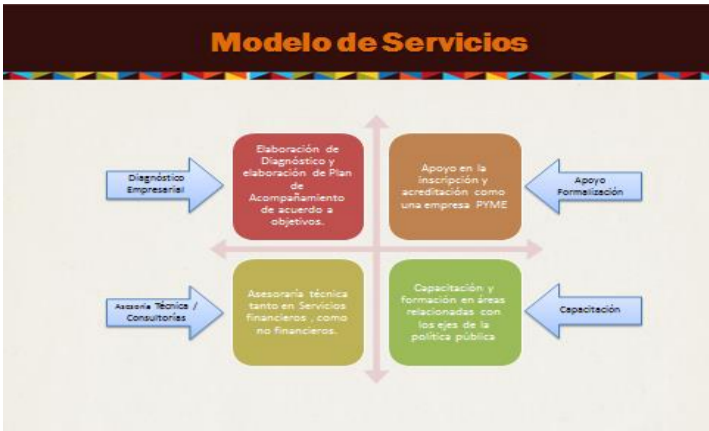 Modelo de Servicios
Diagnóstico
Empresarial
Elaboración de
Diagnóstico y
elaboración de Plan
de
Acompañamiento
de acuerdo a
objetivos.
Apoyo en la
inscripción y
acreditación como
una empresa PYME
Apoyo
Formalización
Asesoría Técnica /
Consultorías
Asesoraría técnica
tanto en Servicios
financieros , como
no financieros.
Capacitación y
formación en áreas
relacionadas con
los ejes de la
política pública
Capacitación